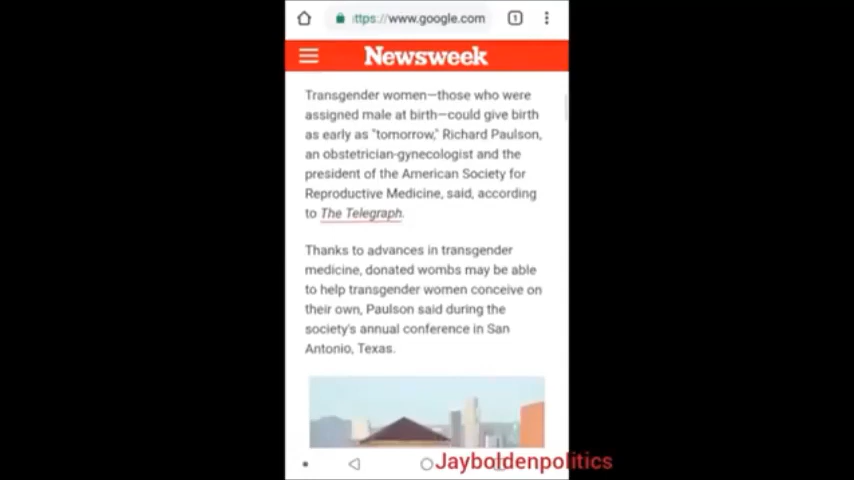 ttps://www.google.com 1
Newsweek
Transgender women—those who were
assigned male at birth—could give birth
as early as "tomorrow," Richard Paulson,
an obstetrician-gynecologist and the
president of the American Society for
Reproductive Medicine, said, according
to The Telegraph.
Thanks to advances in transgender
medicine, donated wombs may be able
to help transgender women conceive on
their own, Paulson said during the
society's annual conference in San
Antonio, Texas.
Jayboldenpolitics